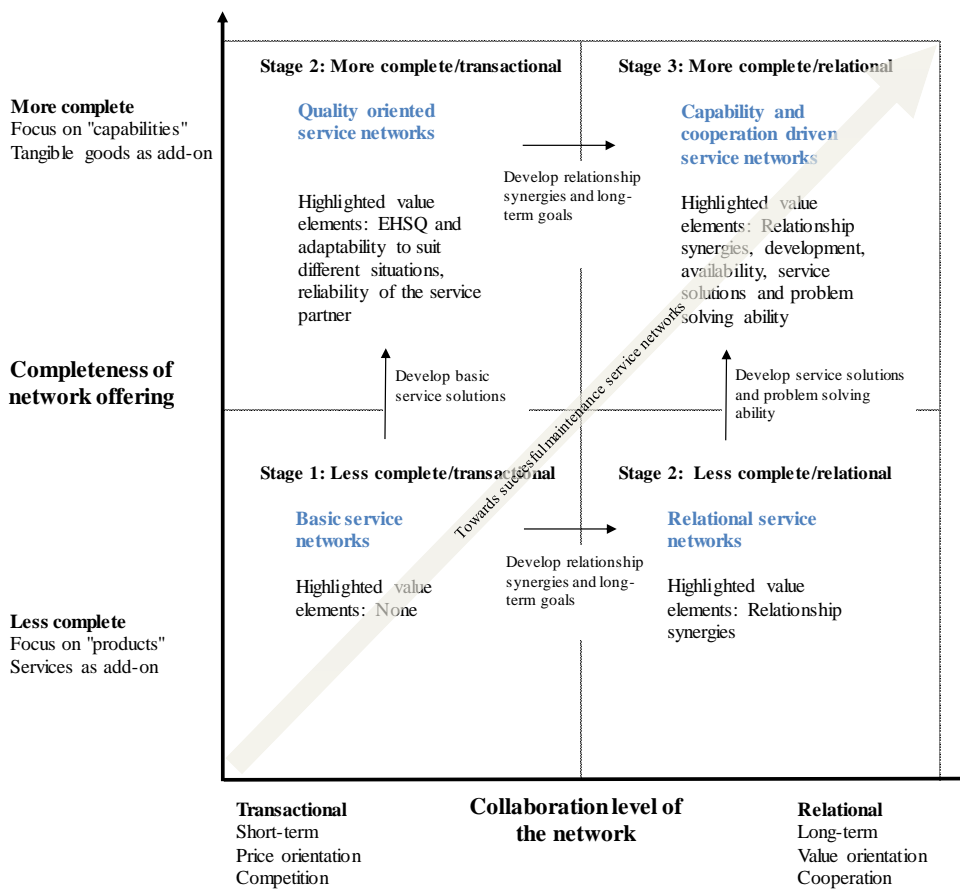 Stage 2: More complete/transactional
Stage 3: More complete/relational
More complete
Focus on "capabilities"
Tangible goods as add-on
Quality oriented
service networks
Capability and
cooperation driven
service networks
Develop relationship
synergies and long-
term goals
Highlighted value
elements: EHSQ and
adaptability to suit
different situations,
reliability of the service
partner
Highlighted value
elements: Relationship
synergies, development,
availability, service
solutions and problem
solving ability
Completeness of
network offering
Develop basic
service solutions
Develop service solutions
and problem solving
ability
Towards succesful maintenance service networks
Stage 1: Less complete/transactional
Stage 2: Less complete/relational
Basic service
networks
Relational service
networks
Develop relationship
synergies and long-
term goals
Highlighted value
elements: None
Highlighted value
elements: Relationship
synergies
Less complete
Focus on "products"
Services as add-on
Transactional
Short-term
Price orientation
Competition
Collaboration level of
the network
Relational
Long-term
Value orientation
Cooperation